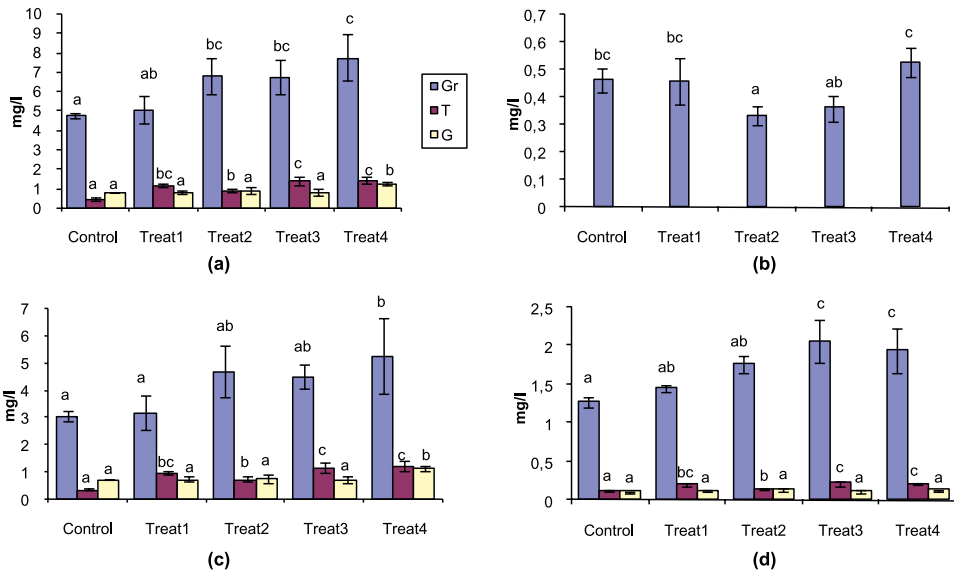 10
9
8
7
6
5
4
3
2
1
0
mg/l
a
a
a
ab
bc
a
bc
b
a
bc
c
a
c
c
b
Control
Treat1
Treat2
Treat3
Treat4
(a)
Gr
T
G
0,7
0,6
0,5
0,4
0,3
0,2
0,1
0
mg/l
bc
bc
a
ab
c
Control
Treat1
Treat2
Treat3
Treat4
(b)
7
6
5
4
3
2
1
0
mg/l
a
a
a
a
bc
a
ab
b
a
ab
c
a
b
c
b
Control
Treat1
Treat2
Treat3
Treat4
(c)
2,5
2
1,5
1
0,5
0
mg/l
a
a
a
ab
bc
a
ab
b
a
c
c
a
c
c
a
Control
Treat1
Treat2
Treat3
Treat4
(d)